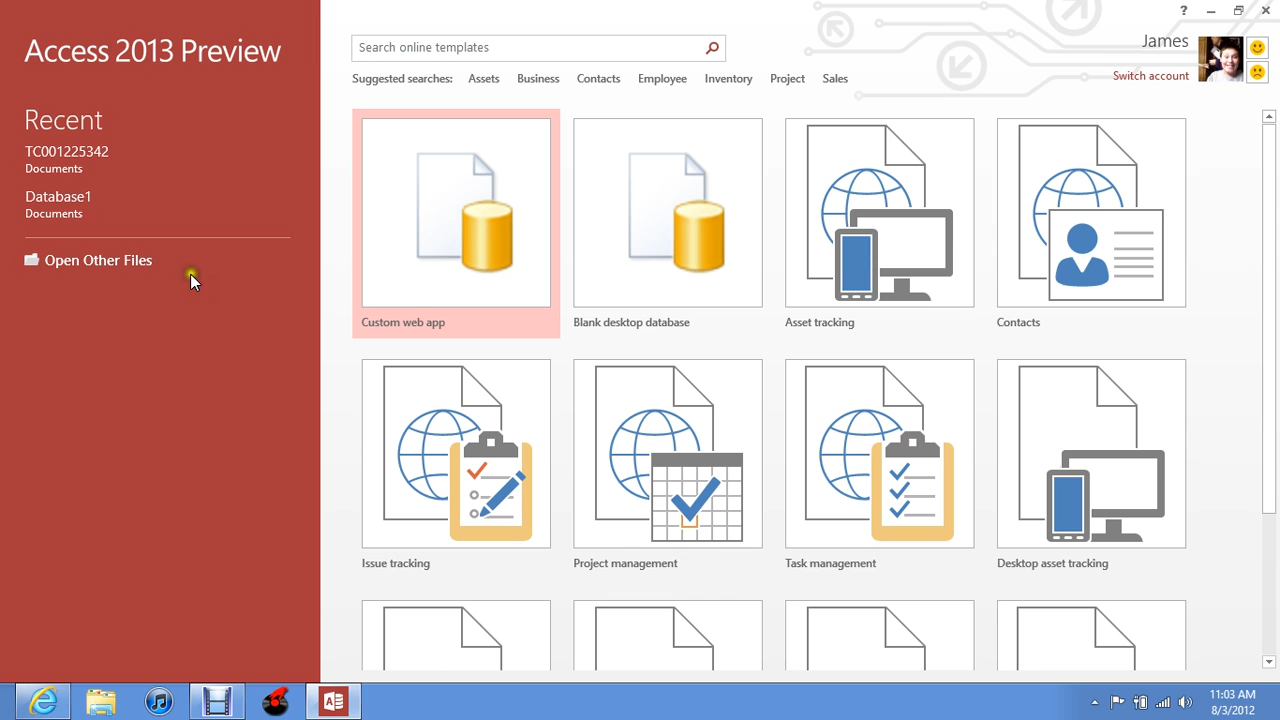 Access 2013 Preview
Recent
TC001225342
Documents
Database1
Documents
Open Other Files
?
James
Switch account
Search online templates
Suggested searches: Assets Business Contacts Employee Inventory Project Sales
Custom web app
Blank desktop database
Asset tracking
Contacts
Issue tracking
Project management
Task management
Desktop asset tracking
11:03 AM
8/3/2012